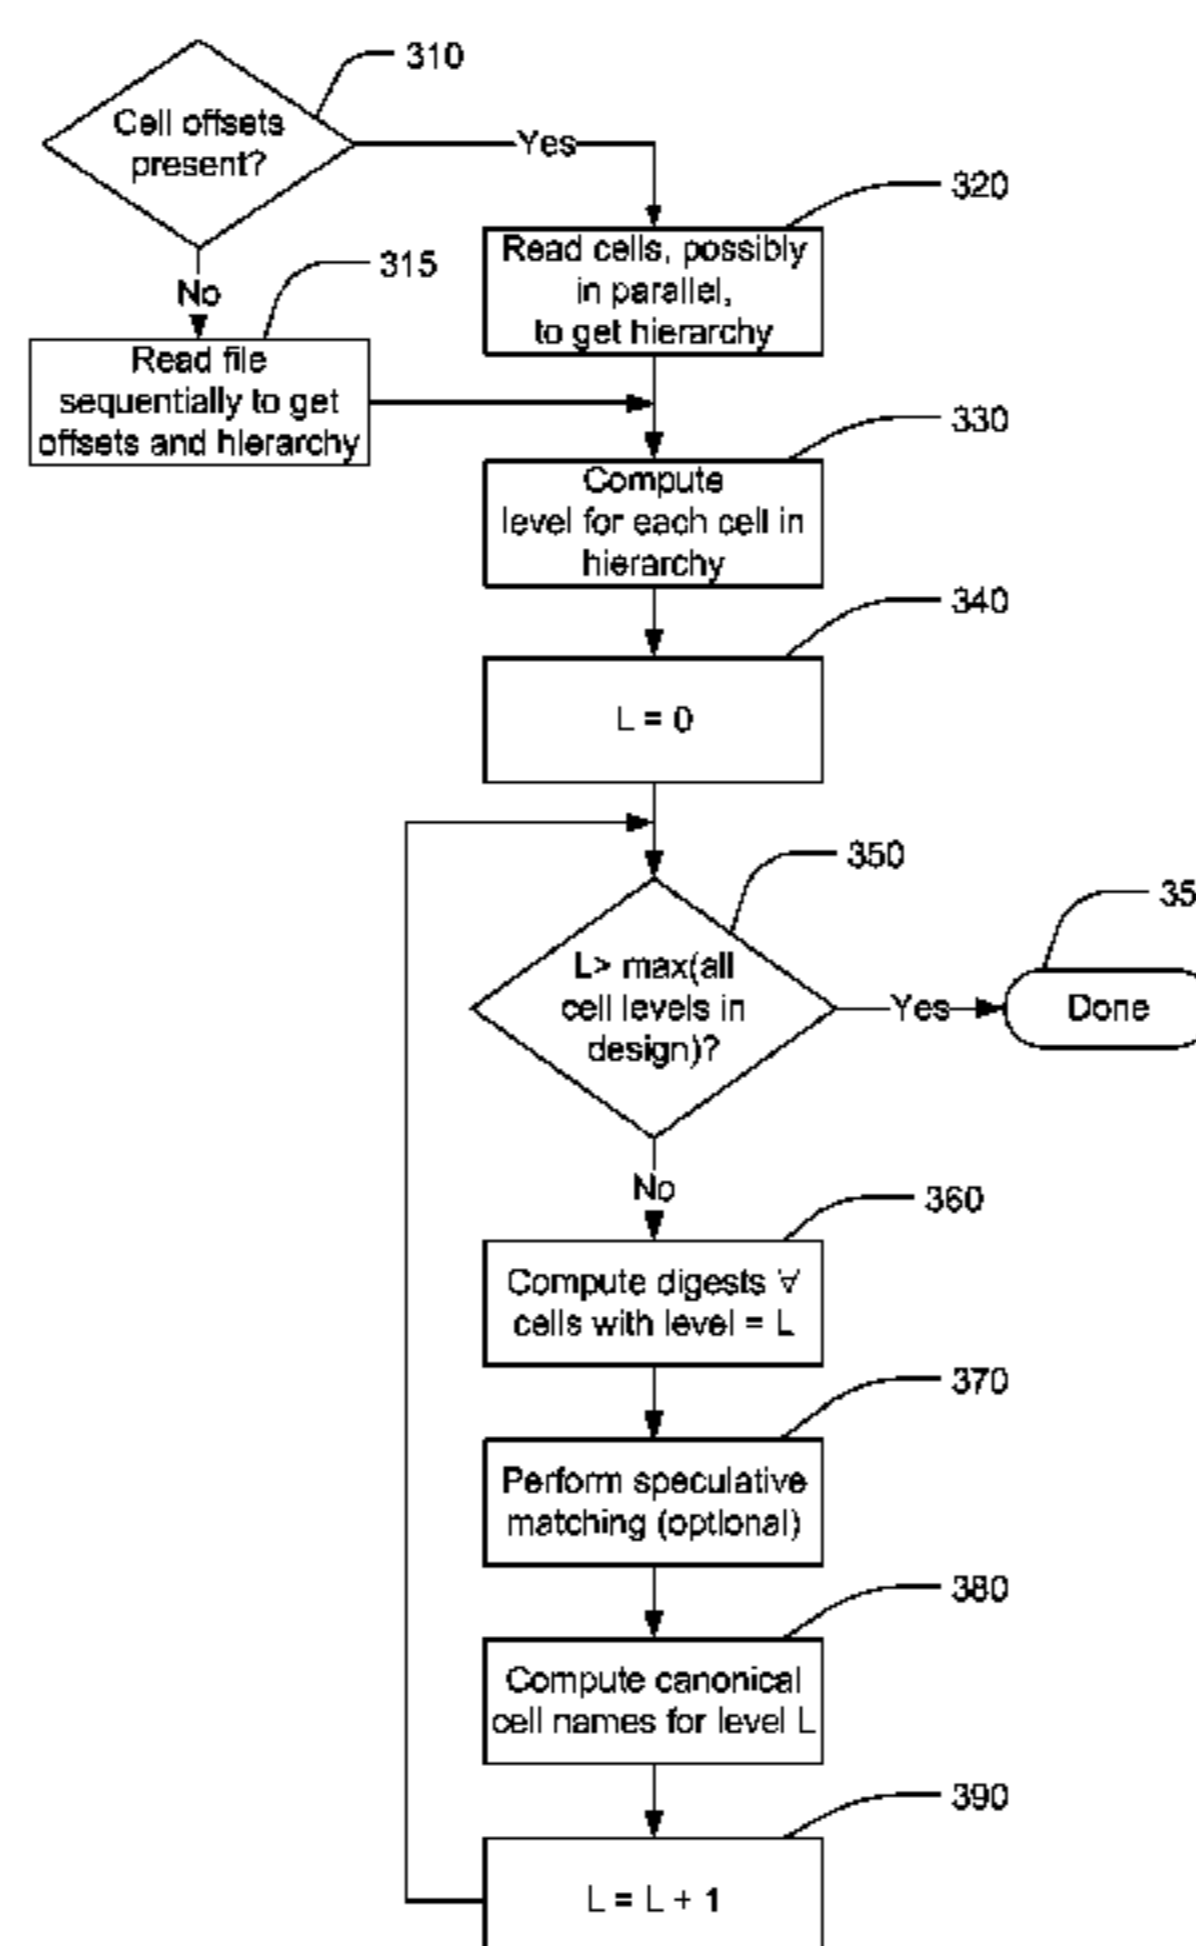 310
Cell offsets
present?
Yes
320
Read cells, possibly
in parallel,
to get hierarchy
No
315
Read file
sequentially to get
offsets and hierarchy
330
Compute
level for each cell in
hierarchy
340
L = 0
350
L> max(all
cell levels in
design)?
Yes
35
Done
No
360
Compute digests ∀
cells with level = L
370
Perform speculative
matching (optional)
380
Compute canonical
cell names for level L
390
L = L + 1